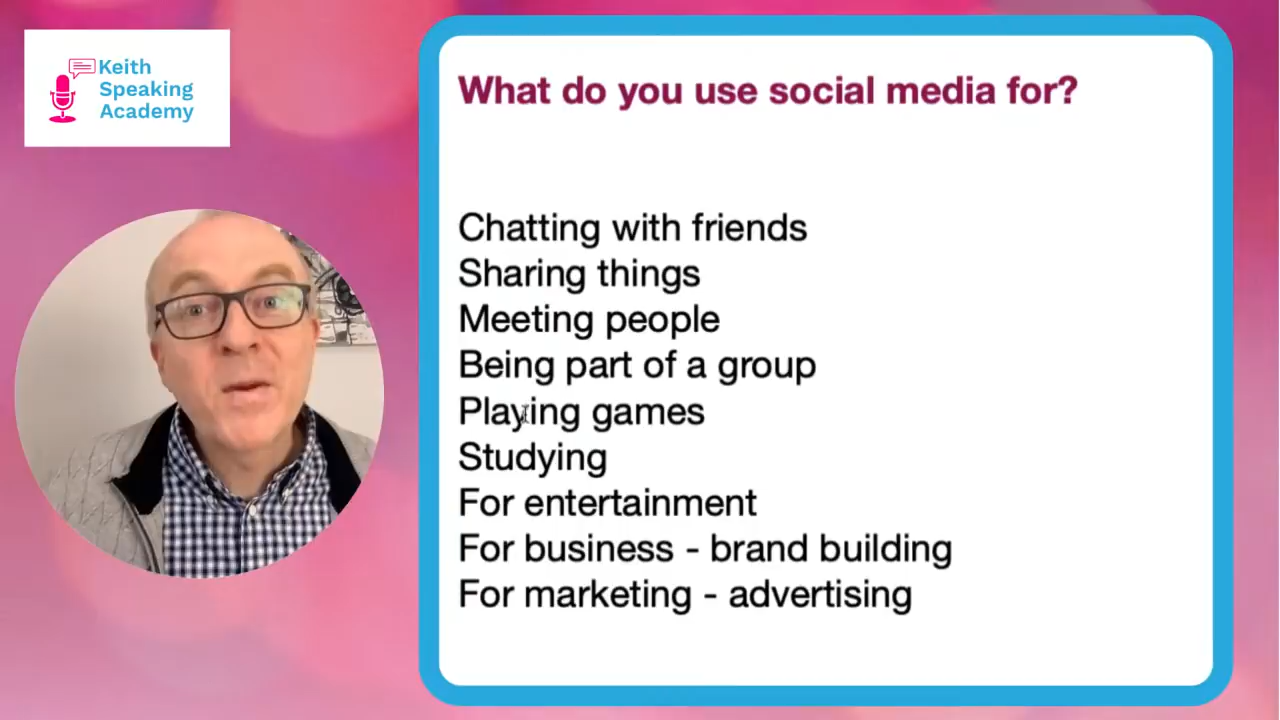 Keith
Speaking
Academy
What do you use social media for?
Chatting with friends
Sharing things
Meeting people
Being part of a group
Playing games
Studying
For entertainment
For business - brand building
For marketing - advertising